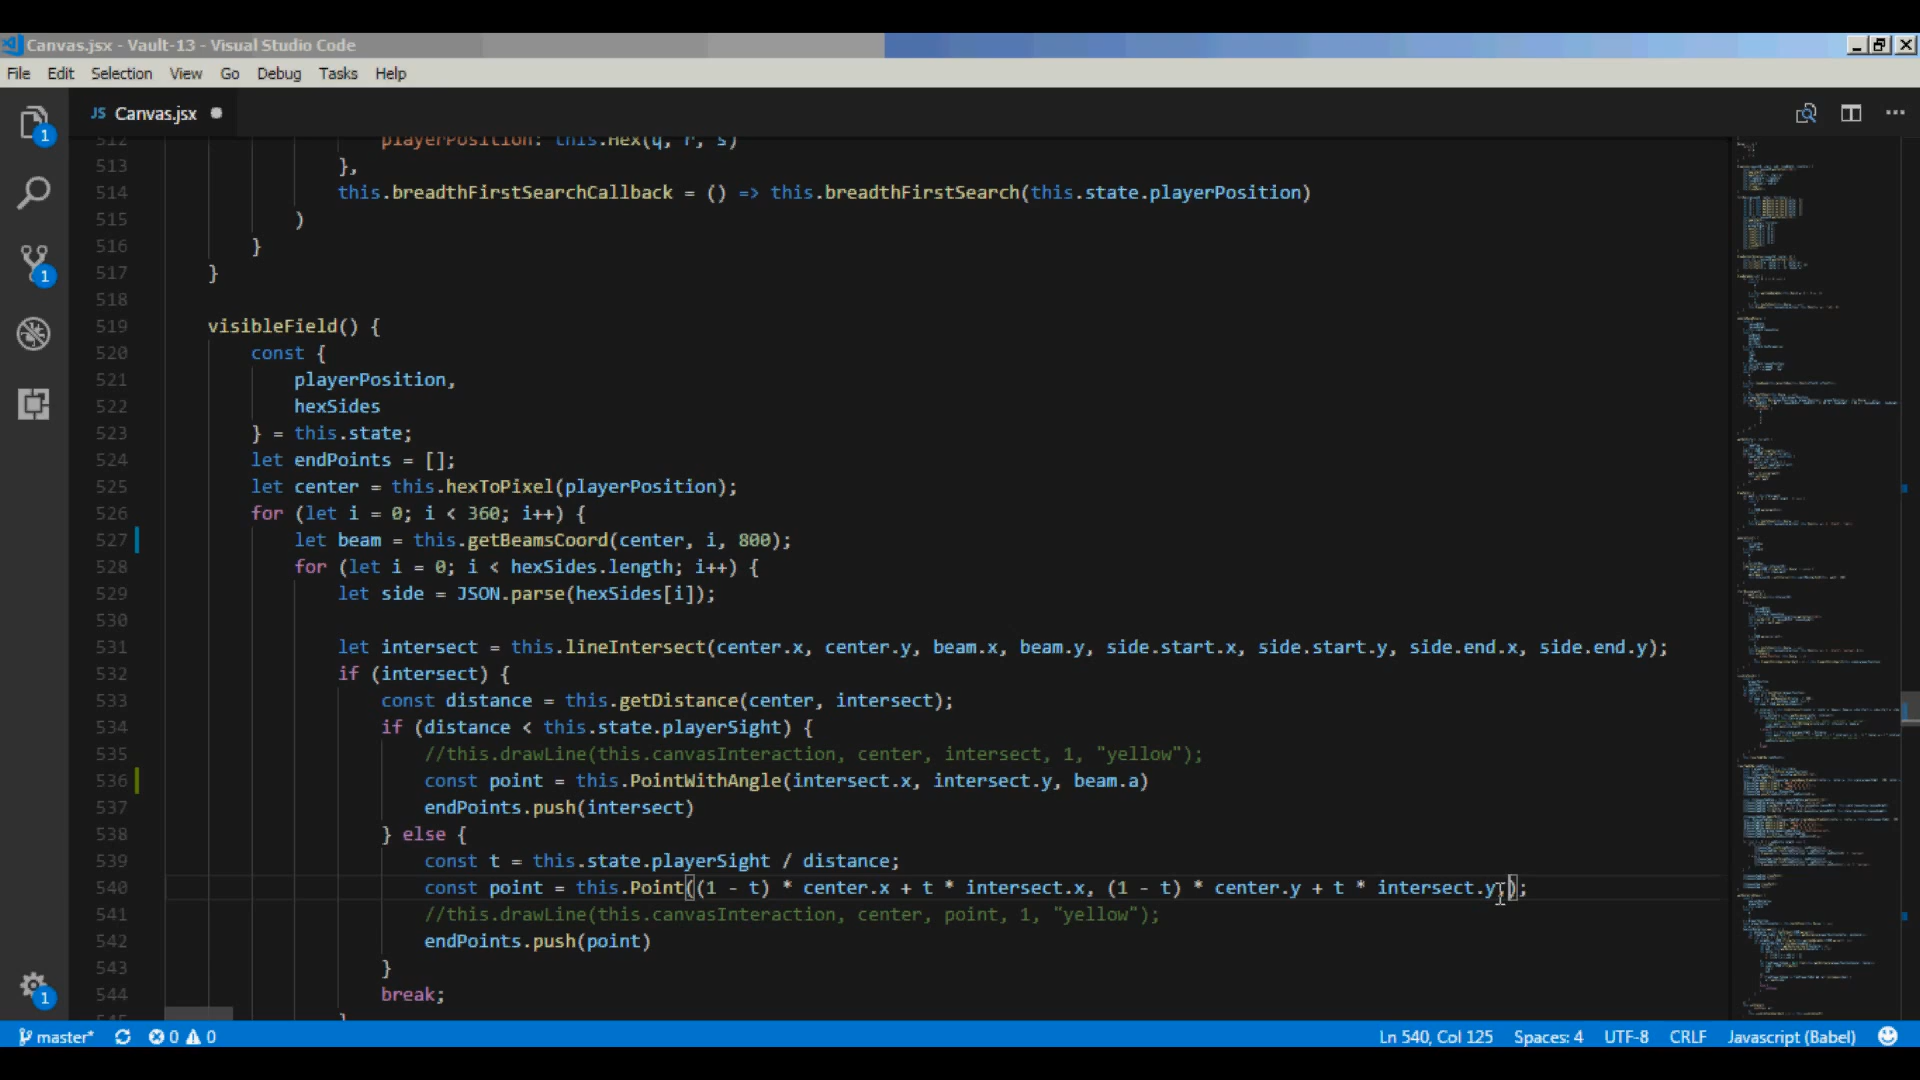 Canvas.jsx - Vault-13 - Visual Studio Code
File Edit Selection View Go Debug Tasks Help
JS Canvas.jsx
512 playerPosition: this.Hex(q, r, s)
513 },
514 this.breadthFirstSearchCallback = () => this.breadthFirstSearch(this.state.playerPosition)
515 )
516 }
517 }
518
519 visibleField() {
520 const {
521 playerPosition,
522 hexSides
523 } = this.state;
524 let endPoints = [];
525 let center = this.hexToPixel(playerPosition);
526 for (let i = 0; i < 360; i++) {
527 let beam = this.getBeamsCoord(center, i, 800);
528 for (let i = 0; i < hexSides.length; i++) {
529 let side = JSON.parse(hexSides[i]);
530
531 let intersect = this.lineIntersect(center.x, center.y, beam.x, beam.y, side.start.x, side.start.y, side.end.x, side.end.y);
532 if (intersect) {
533 const distance = this.getDistance(center, intersect);
534 if (distance < this.state.playerSight) {
535 //this.drawLine(this.canvasInteraction, center, intersect, 1, "yellow");
536 const point = this.PointWithAngle(intersect.x, intersect.y, beam.a)
537 endPoints.push(intersect)
538 } else {
539 const t = this.state.playerSight / distance;
540 const point = this.Point((1 - t) * center.x + t * intersect.x, (1 - t) * center.y + t * intersect.y,);
541 //this.drawLine(this.canvasInteraction, center, point, 1, "yellow");
542 endPoints.push(point)
543 }
544 break;
1
1
1
master* 0 0 Ln 540, Col 125 Spaces: 4 UTF-8 CRLF Javascript (Babel)